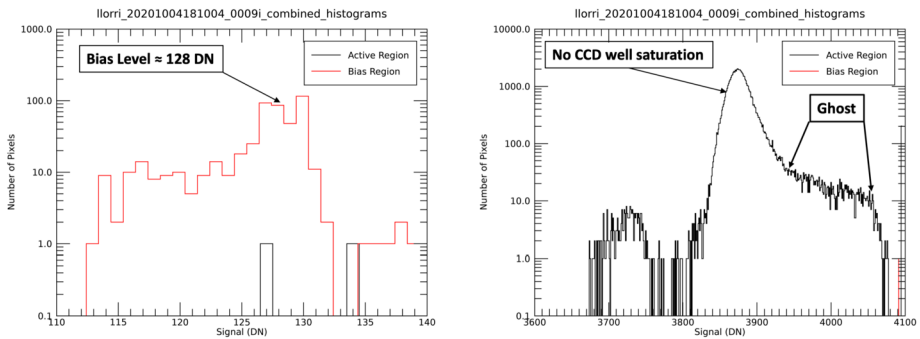 llorri_20201004181004_0009i_combined_histograms
1000.0
100.0
10.0
1.0
0.1
Number of Pixels
Bias Level ≈ 128 DN
Active Region
Bias Region
110
115
120
125
130
135
140
Signal (DN)
llorri_20201004181004_0009i_combined_histograms
10000.0
1000.0
100.0
10.0
1.0
0.1
Number of Pixels
No CCD well saturation
Active Region
Bias Region
Ghost
3600
3700
3800
3900
4000
4100
Signal (DN)